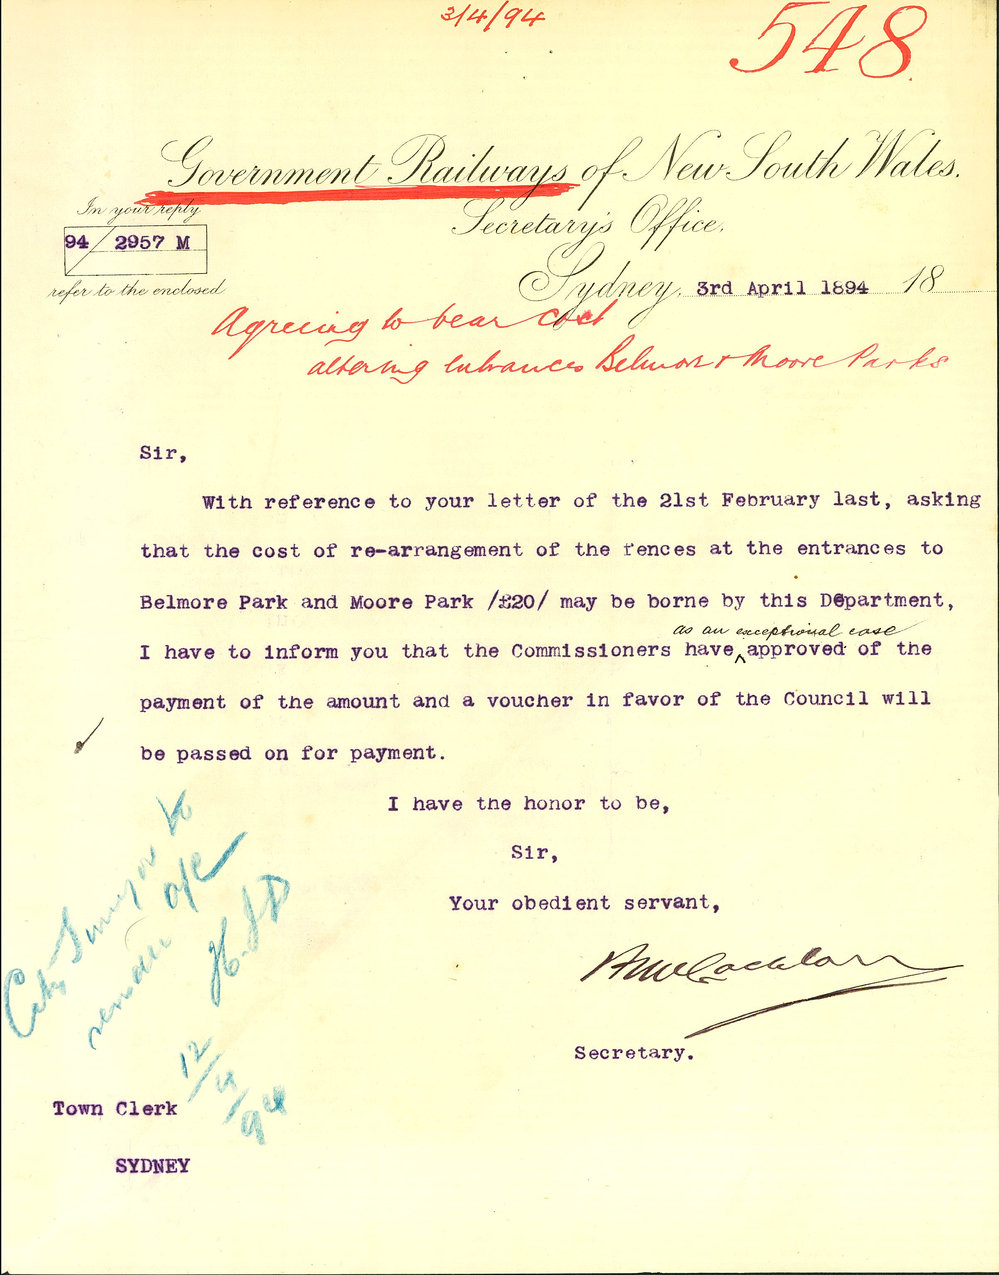 3/4/94
548
Government Railways of New South Wales.
Secretary's Office,
In your reply
94/2957 M
refer to the enclosed
Sydney, 3rd April 1894 18
Agreeing to bear cost
altering entrances Belmore & Moore Parks
Sir,
With reference to your letter of the 21st February last, asking
that the cost of re-arrangement of the fences at the entrances to
Belmore Park and Moore Park /£20/ may be borne by this Department,
as an exceptional case
I have to inform you that the Commissioners have approved of the
payment of the amount and a voucher in favor of the Council will
be passed on for payment.
I have the honor to be,
Sir,
Your obedient servant,
Secretary.
City Surveyor to
12/4/94
Town Clerk
SYDNEY